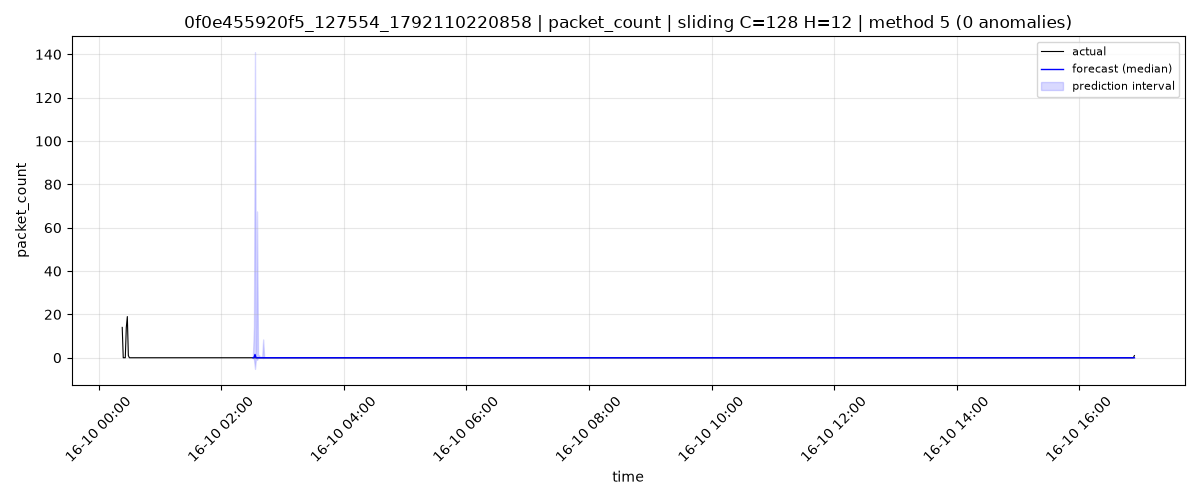 0f0e455920f5_127554_1792110220858 | packet_count | sliding C=128 H=12 | method 5 (0 anomalies)
actual
forecast (median)
prediction interval
packet_count
140
120
100
80
60
40
20
0
16-10 00:00
16-10 02:00
16-10 04:00
16-10 06:00
16-10 08:00
16-10 10:00
16-10 12:00
16-10 14:00
16-10 16:00
time